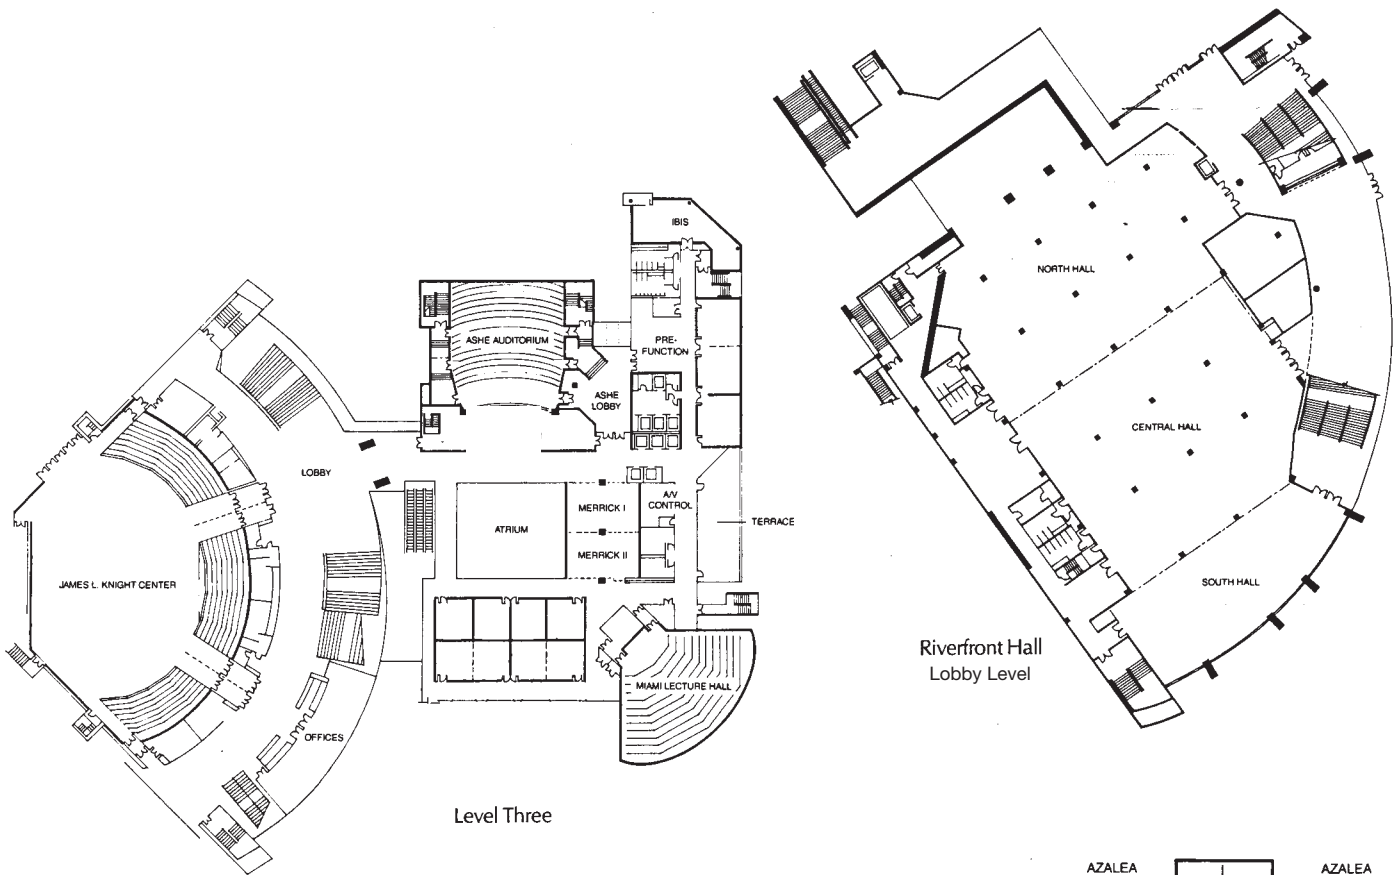 IBIS
ASHE AUDITORIUM
PRE-
FUNCTION
ASHE
LOBBY
LOBBY
A/V
CONTROL
MERRICK I
ATRIUM
TERRACE
MERRICK II
JAMES L. KNIGHT CENTER
MIAMI LECTURE HALL
OFFICES
Level Three
NORTH HALL
CENTRAL HALL
SOUTH HALL
Riverfront Hall
Lobby Level
AZALEA
AZALEA